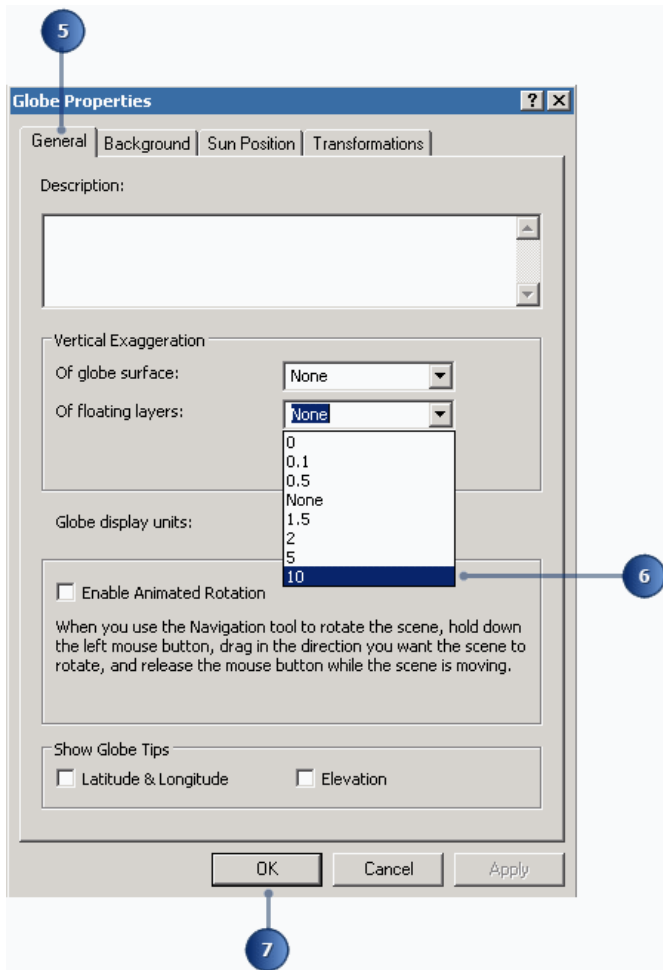 5
Globe Properties
General Background Sun Position Transformations
Description:
Vertical Exaggeration
Of globe surface: None
Of floating layers: None
0
0.1
0.5
None
1.5
2
5
10
6
Globe display units:
Enable Animated Rotation
When you use the Navigation tool to rotate the scene, hold down
the left mouse button, drag in the direction you want the scene to
rotate, and release the mouse button while the scene is moving.
Show Globe Tips
Latitude & Longitude Elevation
OK Cancel Apply
7